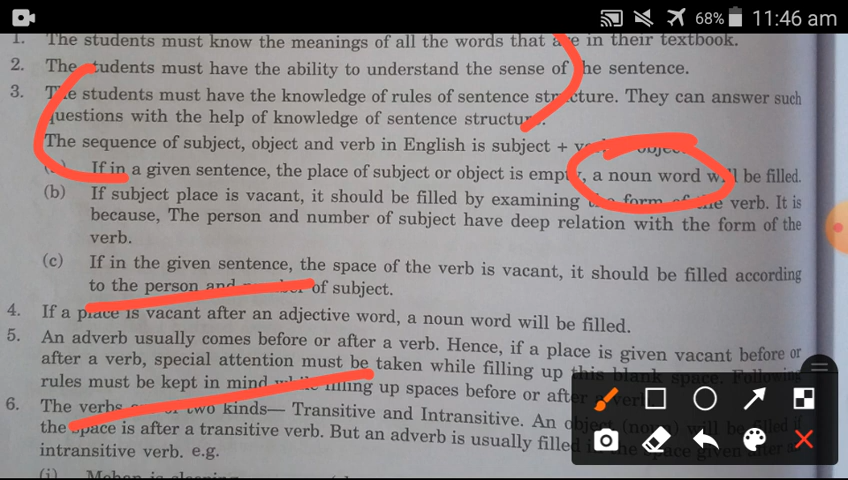 68% 11:46 am
1. The students must know the meanings of all the words that are in their textbook.
2. The students must have the ability to understand the sense of the sentence.
3. The students must have the knowledge of rules of sentence structure. They can answer such
questions with the help of knowledge of sentence structure.
The sequence of subject, object and verb in English is subject +
If in a given sentence, the place of subject or object is empty, a noun word will be filled.
(b) If subject place is vacant, it should be filled by examining the form of the verb. It is
because, The person and number of subject have deep relation with the form of the
verb.
(c) If in the given sentence, the space of the verb is vacant, it should be filled according
to the person and number of subject.
4. If a place is vacant after an adjective word, a noun word will be filled.
5. An adverb usually comes before or after a verb. Hence, if a place is given vacant before or
after a verb, special attention must be taken while filling up this blank space. Following
rules must be kept in mind while filling up spaces before or after
6. The verbs two kinds— Transitive and Intransitive. An
the space is after a transitive verb. But an adverb is usually filled
intransitive verb. e.g.
(i) Mohan is sleeping